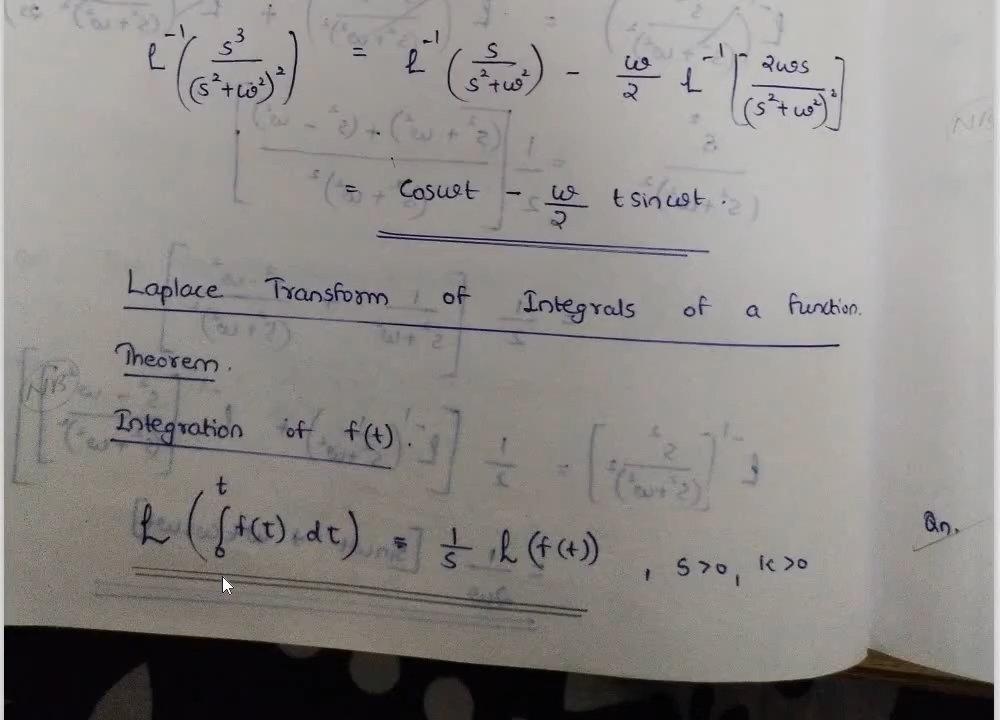 L⁻¹ (s³/(s²+ω²)²) = L⁻¹ (s/(s²+ω²)) - ω/2 L⁻¹ [2ωs/(s²+ω²)²]
= cosωt - ω/2 t sinωt.
Laplace Transform of Integrals of a function.
Theorem.
Integration of f(t).
L (∫₀ᵗ f(τ) dτ) = 1/s L (f(t)), s>0, k>0
Qn.